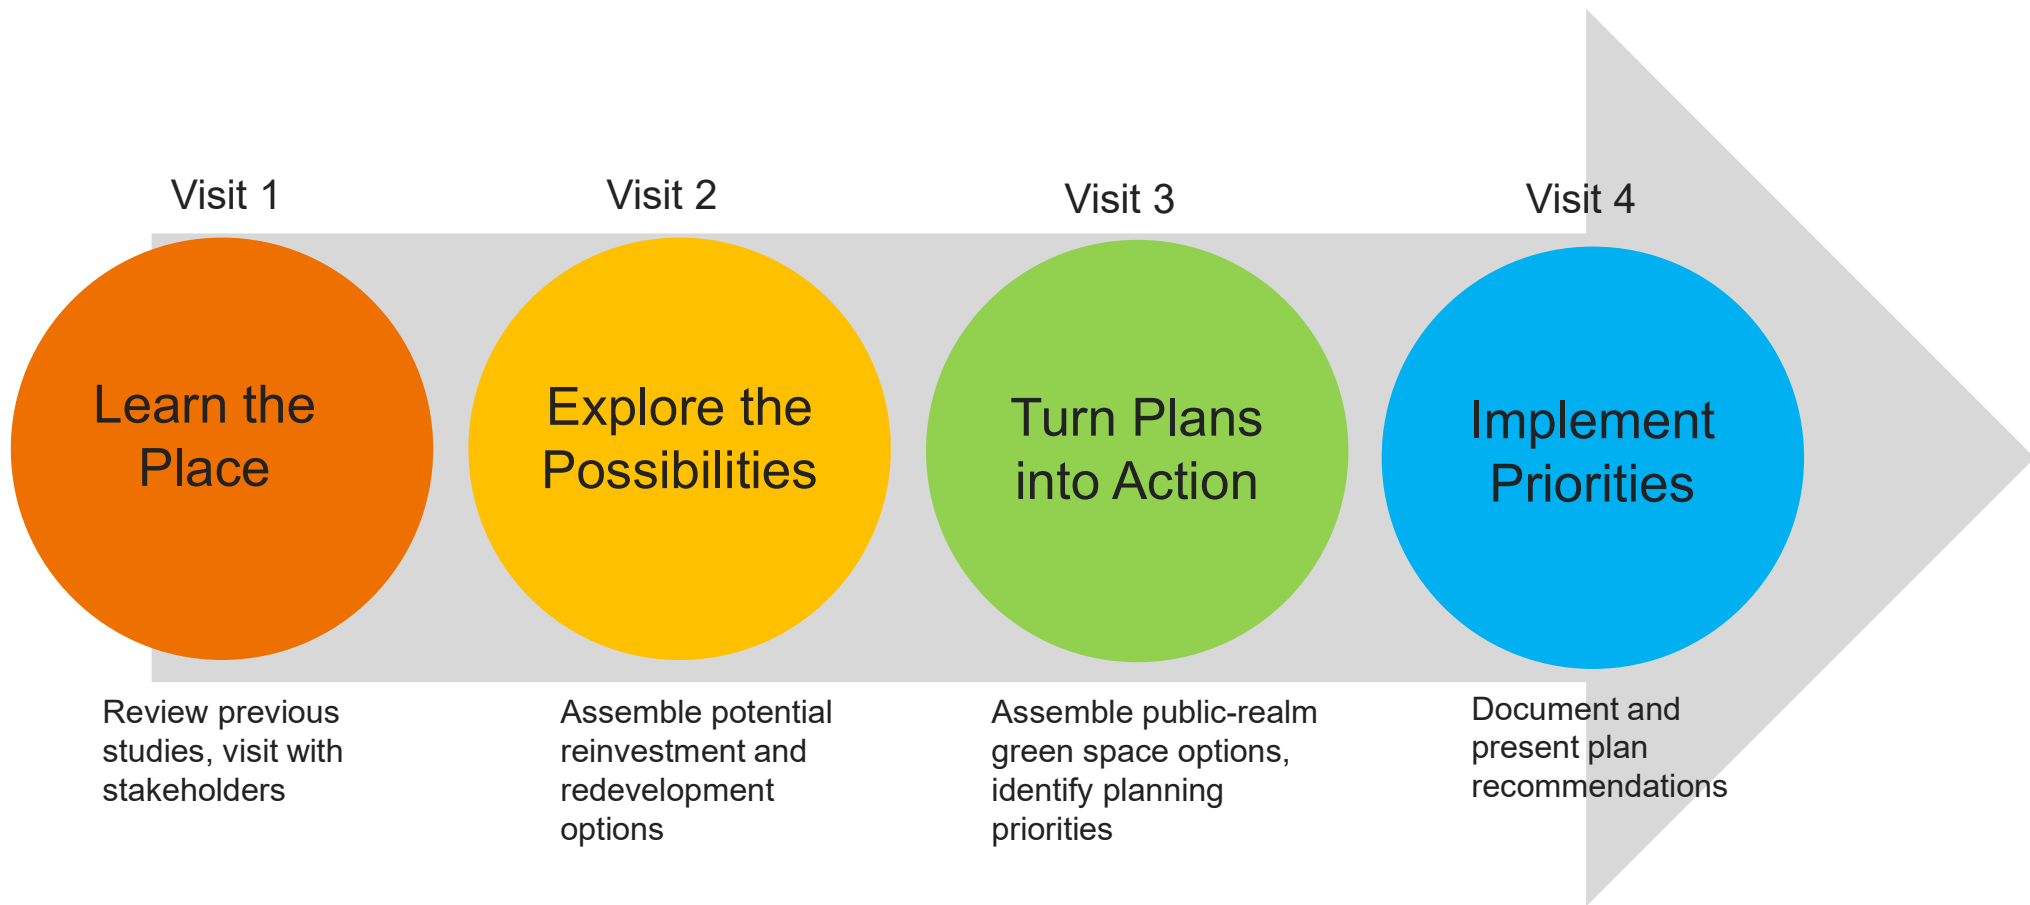 Visit 1
Visit 2
Visit 3
Visit 4
Learn the
Place
Explore the
Possibilities
Turn Plans
into Action
Implement
Priorities
Review previous
studies, visit with
stakeholders
Assemble potential
reinvestment and
redevelopment
options
Assemble public-realm
green space options,
identify planning
priorities
Document and
present plan
recommendations